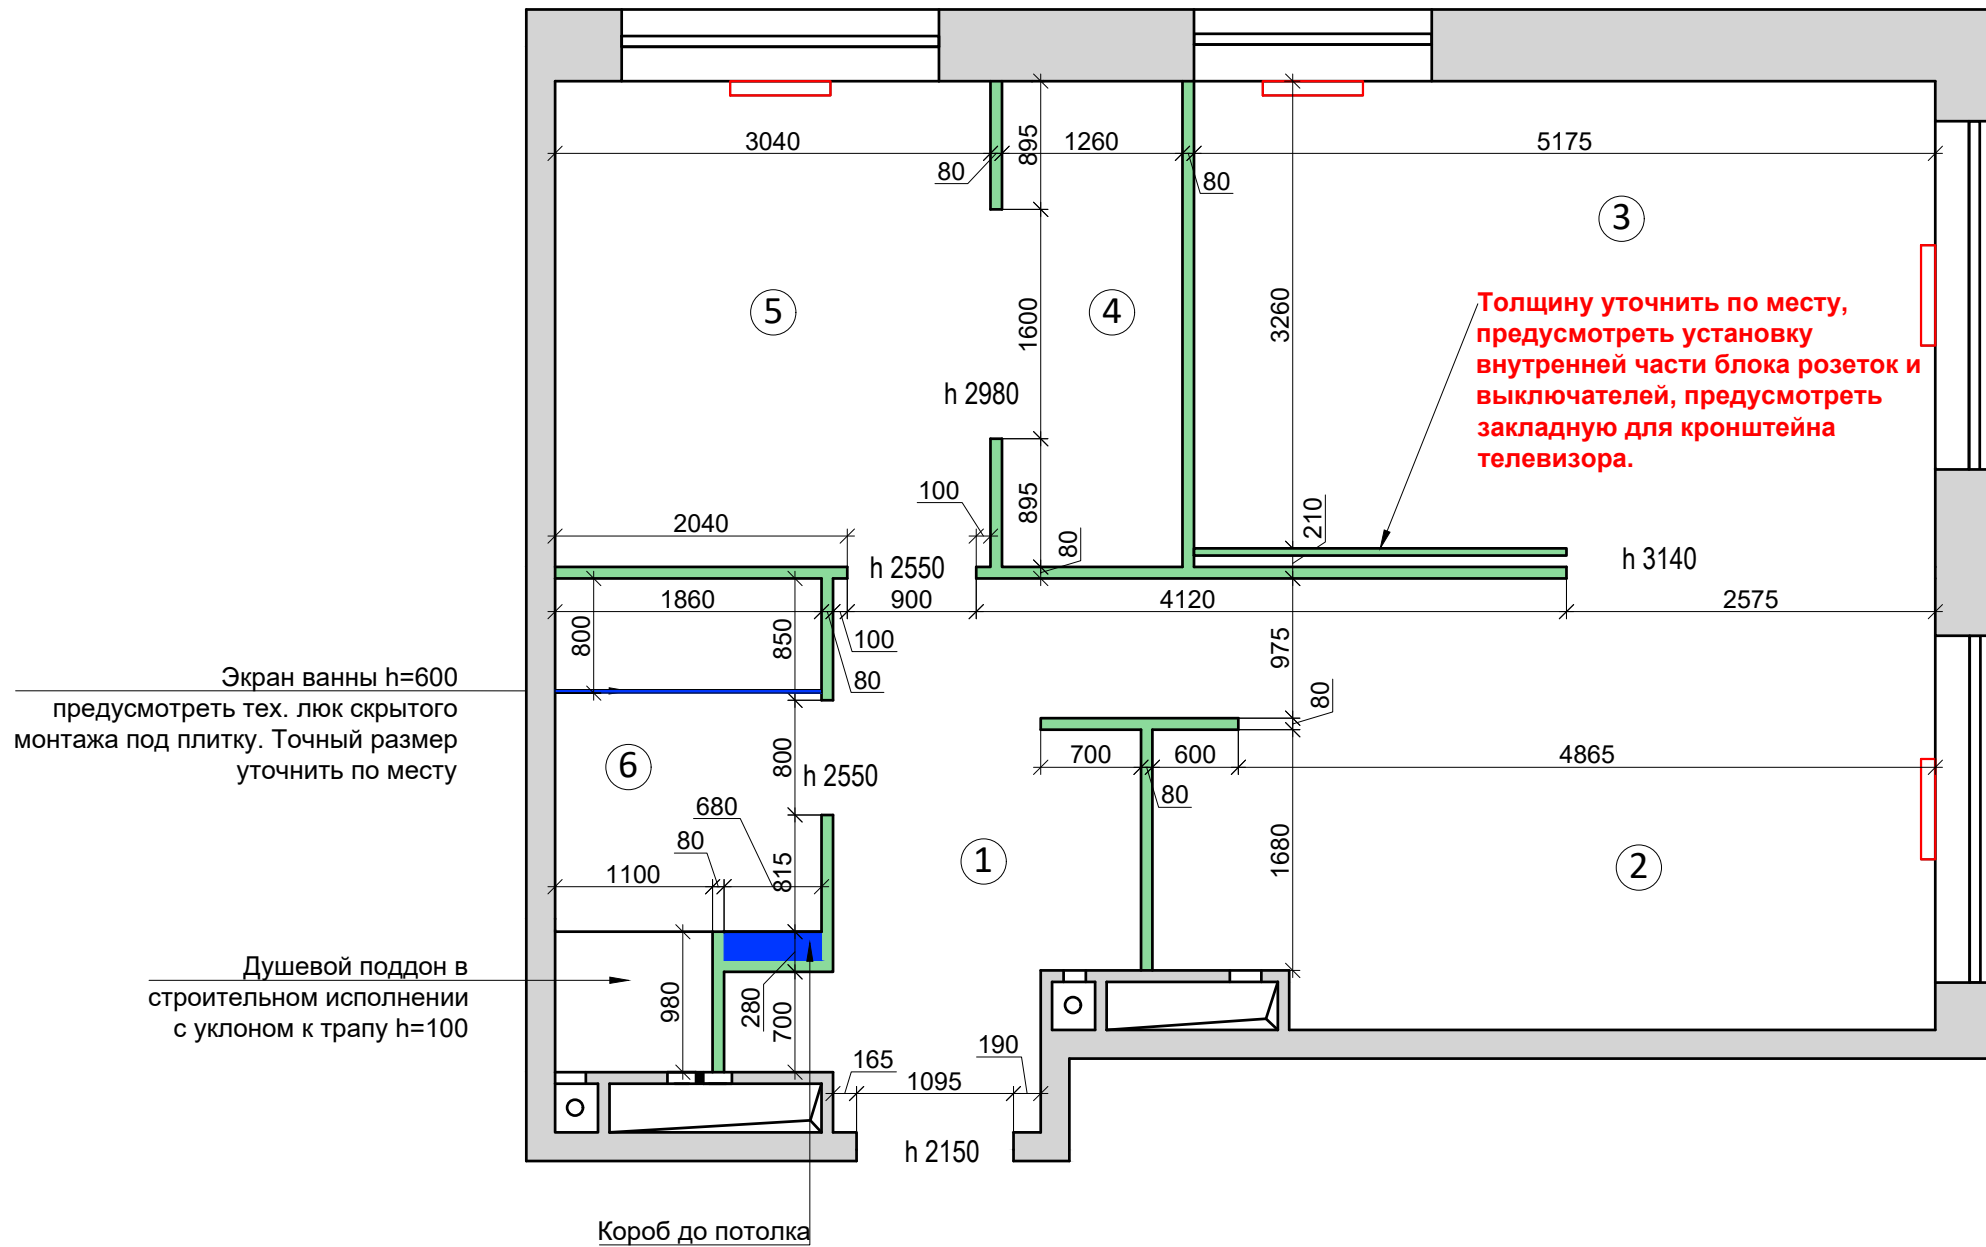 3040
80
895
1260
80
5175
3
5
4
1600
3260
Толщину уточнить по месту,
предусмотреть установку
внутренней части блока розеток и
выключателей, предусмотреть
закладную для кронштейна
телевизора.
h 2980
100
895
80
210
2040
h 2550
h 3140
1860
900
4120
2575
800
850
100
80
975
80
Экран ванны h=600
предусмотреть тех. люк скрытого
монтажа под плитку. Точный размер
уточнить по месту
6
800
h 2550
700
600
80
4865
680
80
1100
815
1
1680
2
Душевой поддон в
строительном исполнении
с уклоном к трапу h=100
980
280
700
165
1095
190
h 2150
Короб до потолка